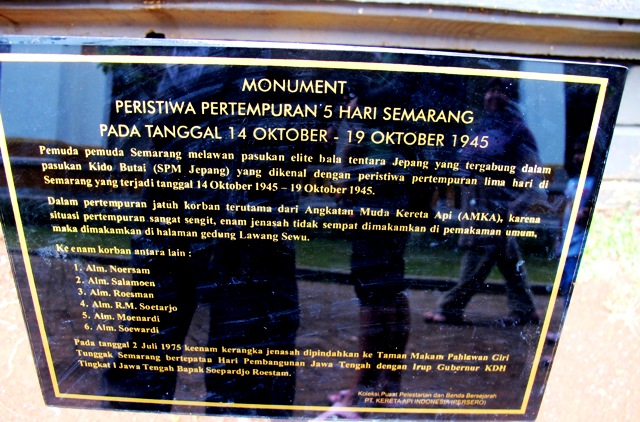 MONUMENT
PERISTIWA PERTEMPURAN 5 HARI SEMARANG
PADA TANGGAL 14 OKTOBER - 19 OKTOBER 1945
Pemuda pemuda Semarang melawan pasukan elite bala tentara Jepang yang tergabung dalam
pasukan Kido Butai (SPM Jepang) yang dikenal dengan peristiwa pertempuran lima hari di
Semarang yang terjadi tanggal 14 Oktober 1945 – 19 Oktober 1945.
Dalam pertempuran jatuh korban terutama dari Angkatan Muda Kereta Api (AMKA), karena
situasi pertempuran sangat sengit, enam jenasah tidak sempat dimakamkan di pemakaman umum,
maka dimakamkan di halaman gedung Lawang Sewu.
Ke enam korban antara lain :
1. Alm. Noersam
2. Alm. Salamoen
3. Alm. Roesman
4. Alm. R.M. Soetarjo
5. Alm. Moenardi
6. Alm. Soewardi
Pada tanggal 2 Juli 1975 keenam kerangka jenasah dipindahkan ke Taman Makam Pahlawan Giri
Tunggak Semarang bertepatan Hari Pembangunan Jawa Tengah dengan Irup Gubernur KDH
Tingkat 1 Jawa Tengah Bapak Soepardjo Roestam.
Koleksi Pusat Pelestarian dan Benda Bersejarah
PT. KERETA API INDONESIA (PERSERO)